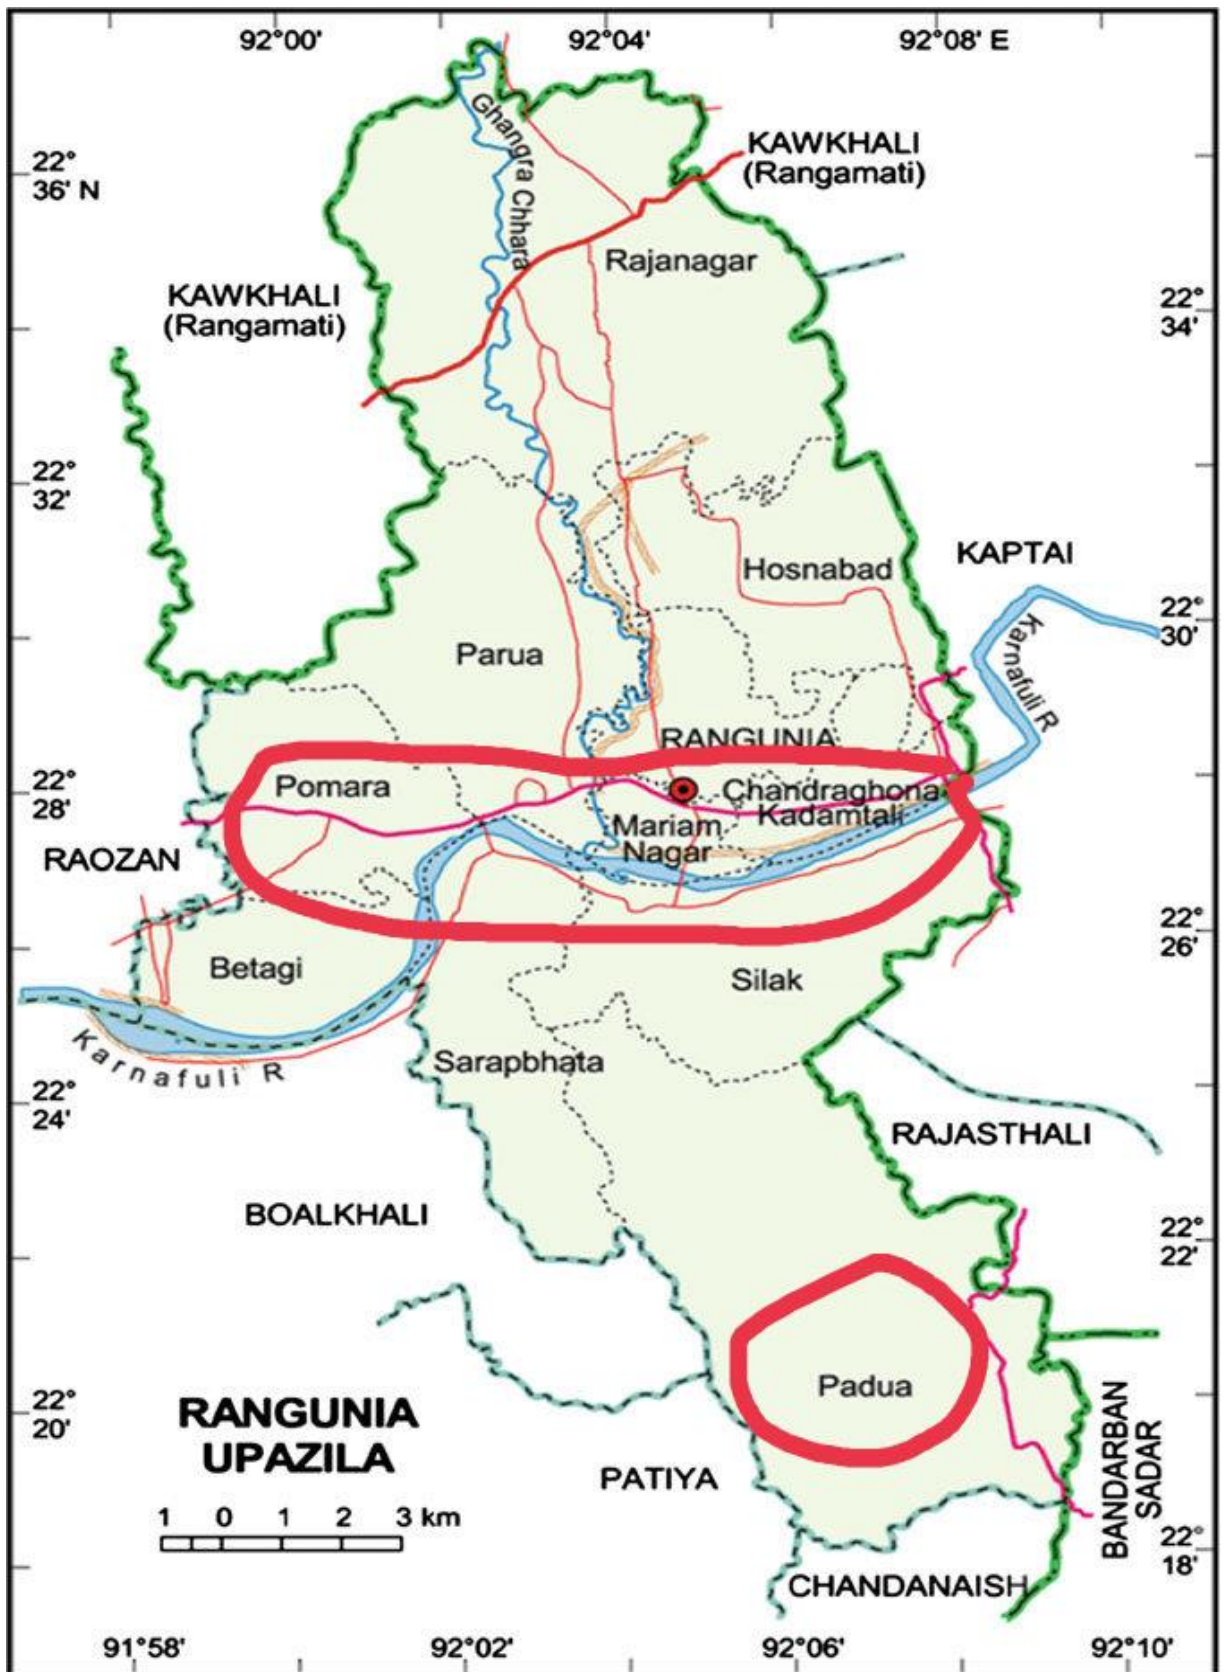 92°00'
92°04'
92°08' E
Ghangra Chhara
KAWKHALI
(Rangamati)
22°
36' N
Rajanagar
KAWKHALI
(Rangamati)
22°
34'
22°
32'
KAPTAI
Hosnabad
22°
30'
Karnafuli R
Parua
RANGUNIA
22°
28'
Pomara
Chandraghona
Kadamtali
Mariam
Nagar
RAOZAN
22°
26'
Betagi
Silak
Karnafuli R
Sarapbhata
22°
24'
RAJASTHALI
BOALKHALI
22°
22'
Padua
22°
20'
RANGUNIA
UPAZILA
PATIYA
BANDARBAN
SADAR
1 0 1 2 3 km
22°
18'
CHANDANAISH
91°58'
92°02'
92°06'
92°10'